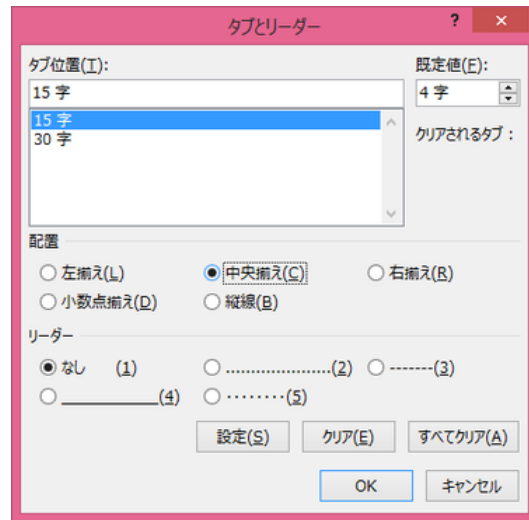 タブとリーダー ? ×
タブ位置(T): 既定値(F):
15 字 4 字
15 字
30 字
クリアされるタブ :
配置
左揃え(L) 中央揃え(C) 右揃え(R)
小数点揃え(D) 縦線(B)
リーダー
なし (1) .....................(2) -------(3)
___________(4) ········(5)
設定(S) クリア(E) すべてクリア(A)
OK キャンセル